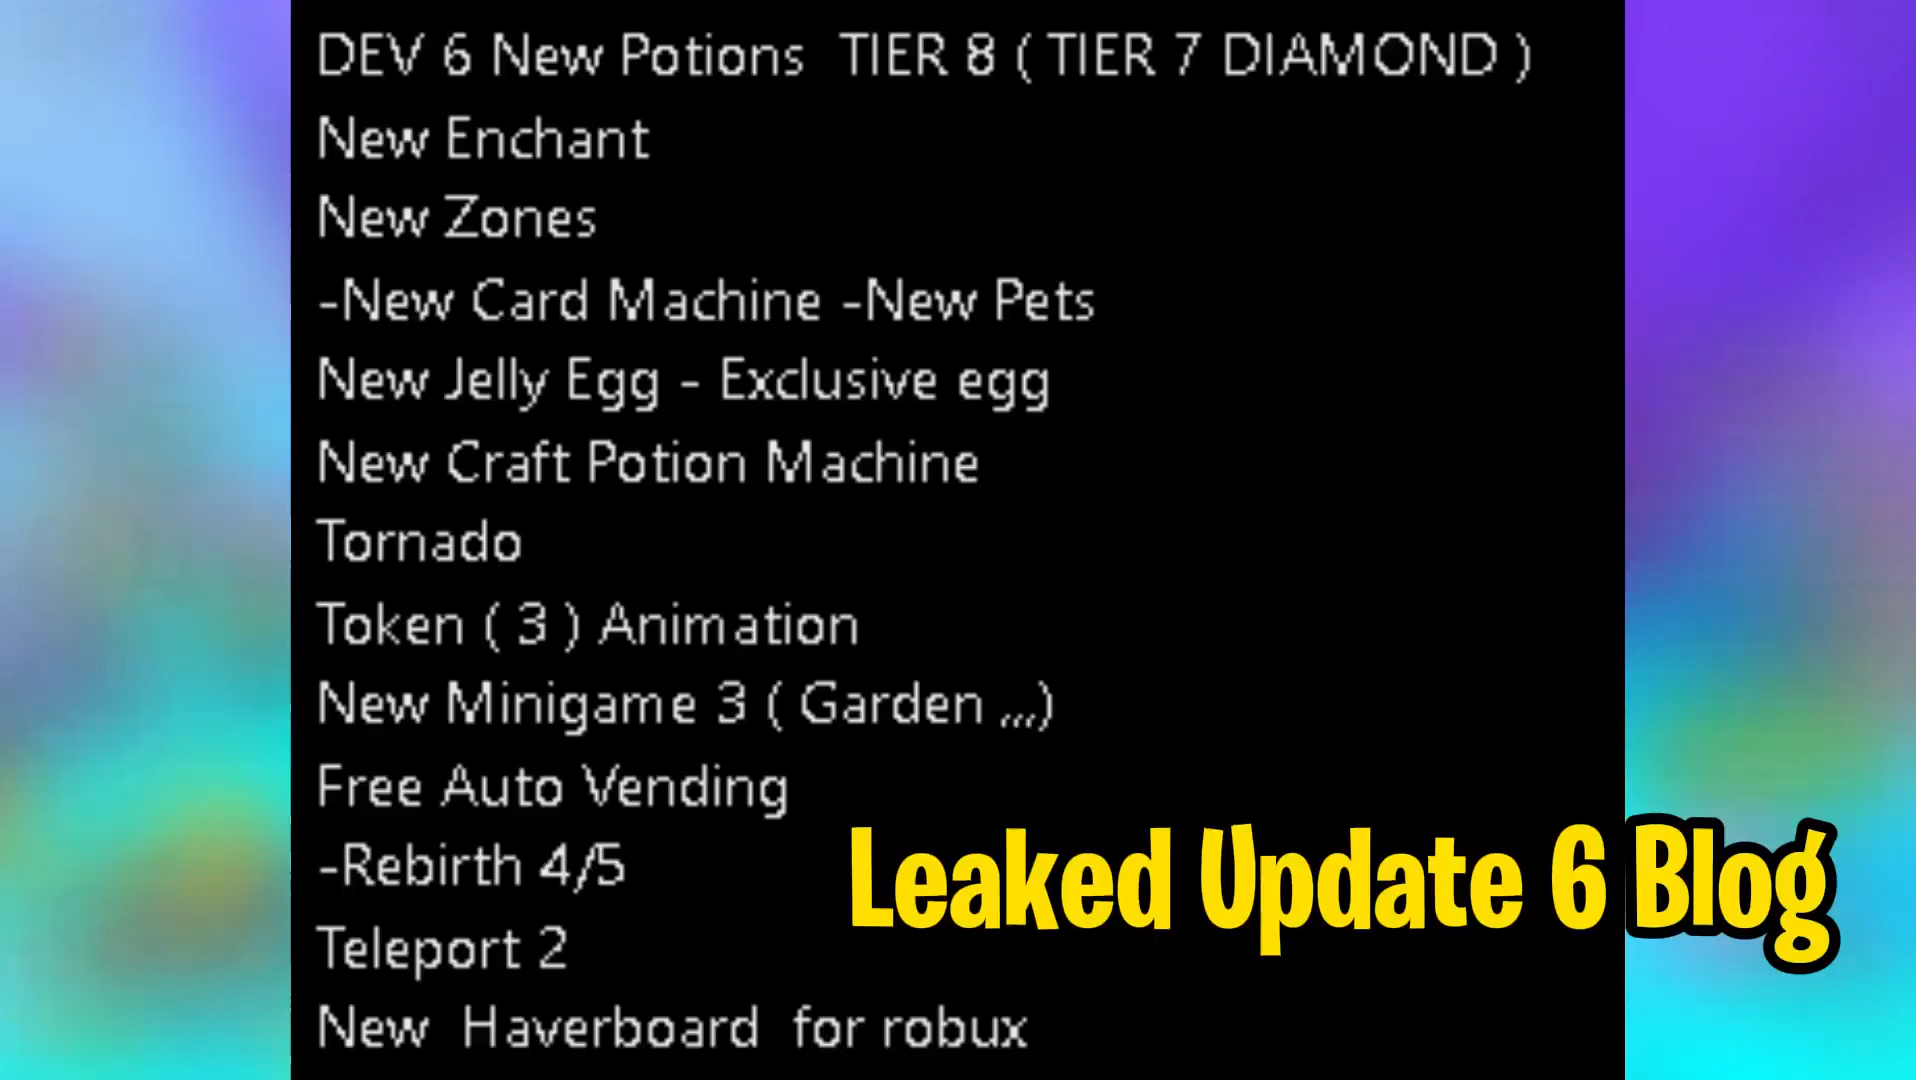 DEV 6 New Potions TIER 8 ( TIER 7 DIAMOND )
New Enchant
New Zones
-New Card Machine -New Pets
New Jelly Egg - Exclusive egg
New Craft Potion Machine
Tornado
Token ( 3 ) Animation
New Minigame 3 ( Garden ,,,)
Free Auto Vending
-Rebirth 4/5
Leaked Update 6 Blog
Teleport 2
New Haverboard for robux